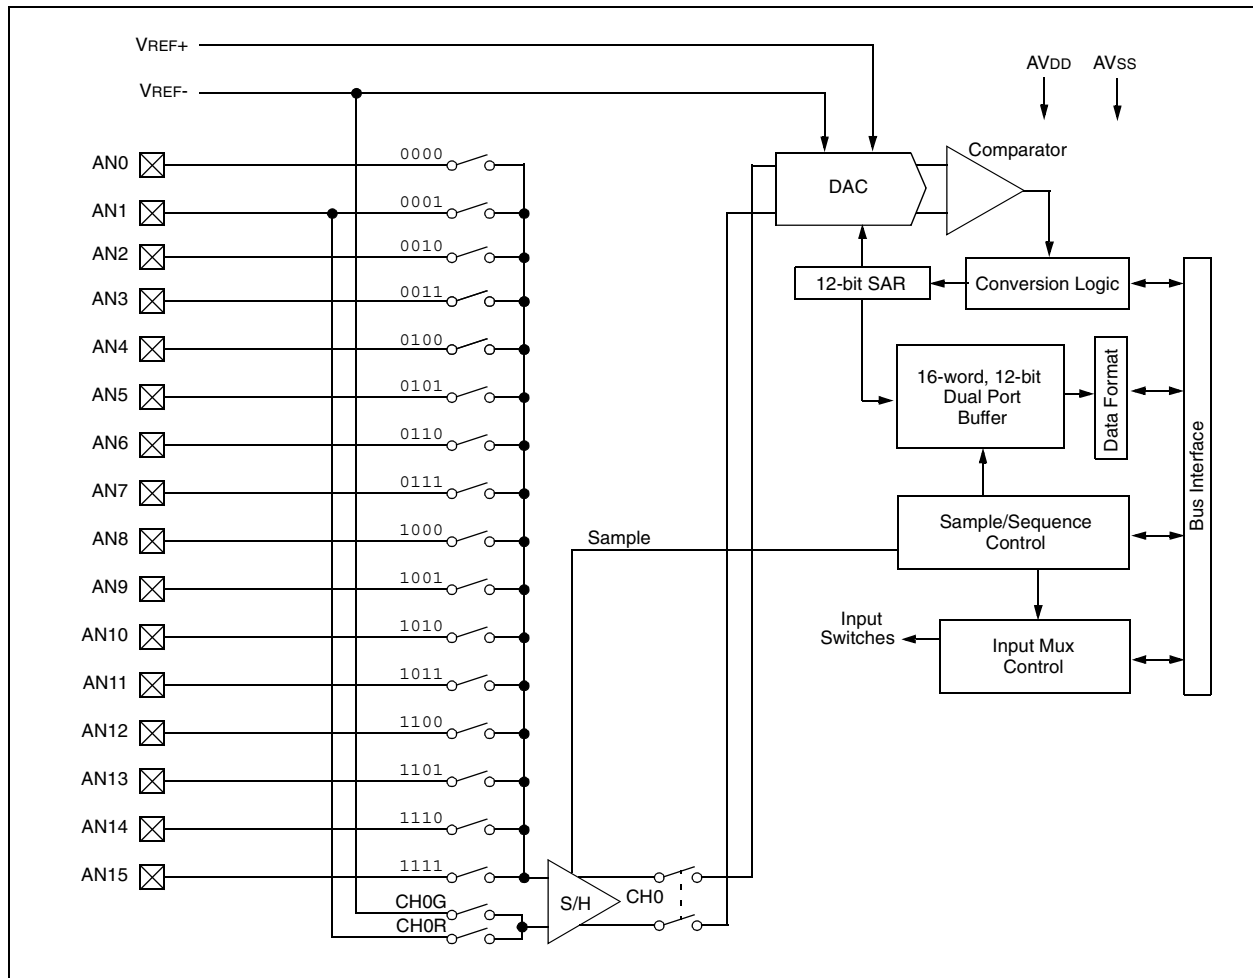 VREF+
VREF-
AVDD
AVSS
AN0
0000
AN1
0001
AN2
0010
AN3
0011
AN4
0100
AN5
0101
AN6
0110
AN7
0111
AN8
1000
AN9
1001
AN10
1010
AN11
1011
AN12
1100
AN13
1101
AN14
1110
AN15
1111
CH0G
CH0R
S/H
CH0
Sample
DAC
Comparator
12-bit SAR
Conversion Logic
16-word, 12-bit
Dual Port
Buffer
Data Format
Sample/Sequence
Control
Input
Switches
Input Mux
Control
Bus Interface